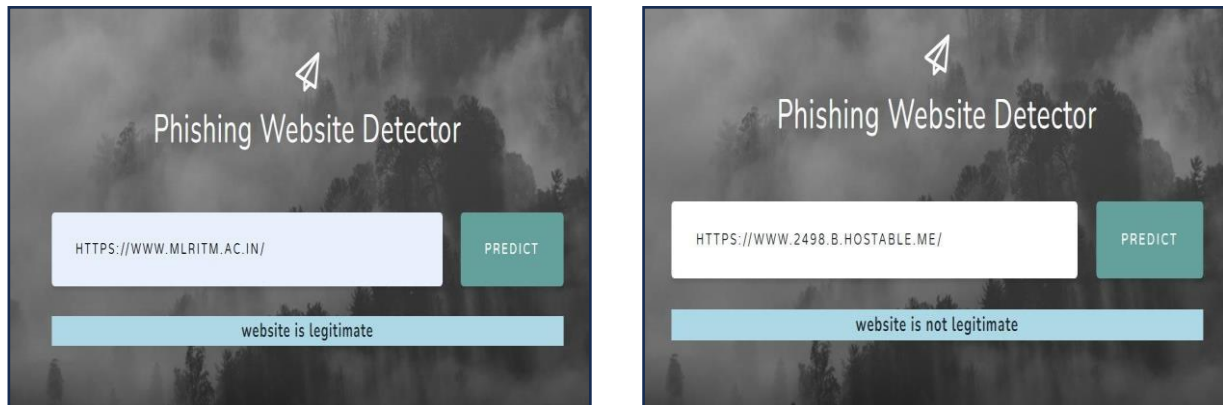 Phishing Website Detector
HTTPS://WWW.MLRITM.AC.IN/
PREDICT
website is legitimate
Phishing Website Detector
HTTPS://WWW.2498.B.HOSTABLE.ME/
PREDICT
website is not legitimate